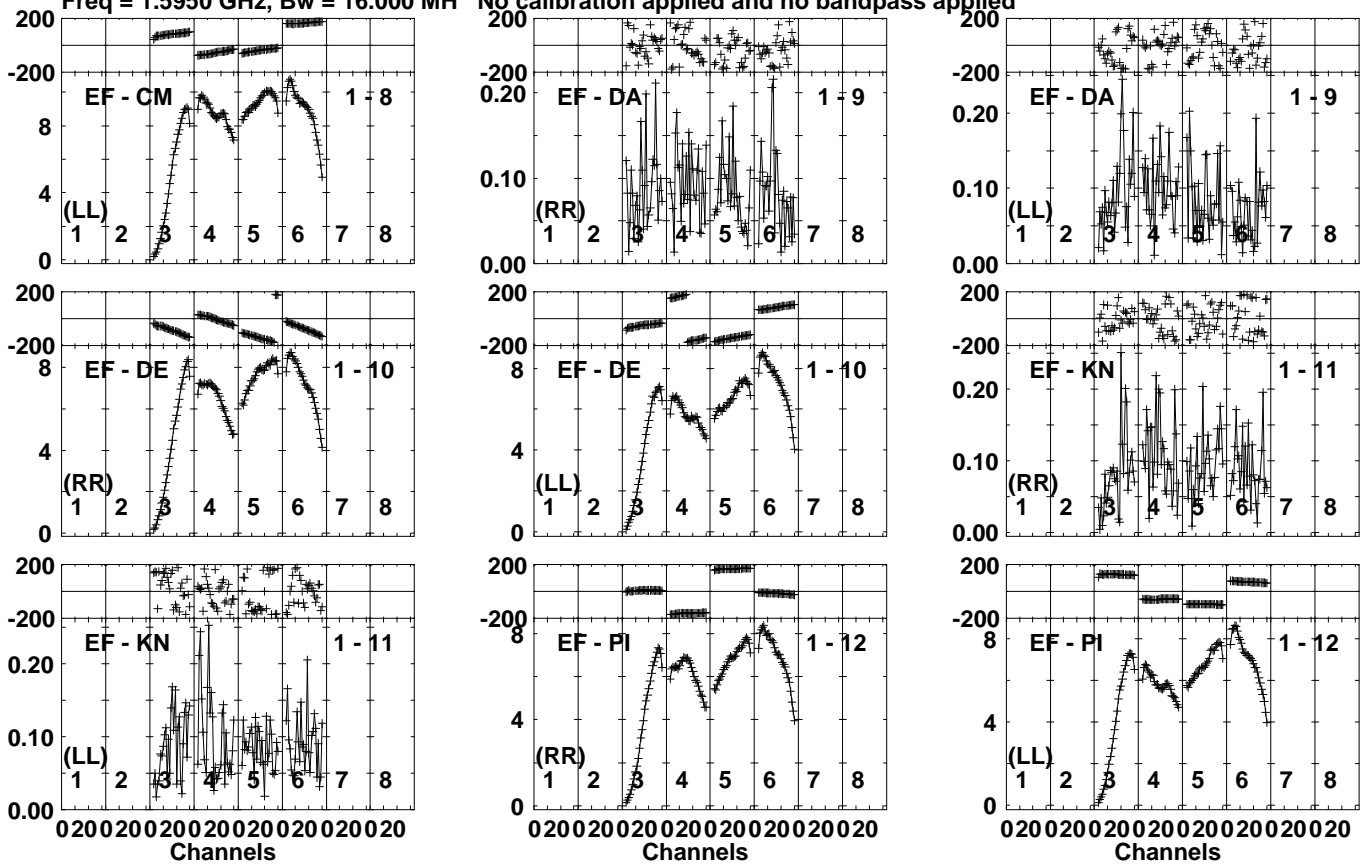 Freq = 1.5950 GHz, Bw = 16.000 MH No calibration applied and no bandpass applied
200
-200
EF - CM 1 - 8
8
4
0
(LL)
1 2 3 4 5 6 7 8
200
-200
EF - DA 1 - 9
0.20
0.10
0.00
(RR)
1 2 3 4 5 6 7 8
200
-200
EF - DA 1 - 9
0.20
0.10
0.00
(LL)
1 2 3 4 5 6 7 8
200
-200
EF - DE 1 - 10
8
4
0
(RR)
1 2 3 4 5 6 7 8
200
-200
EF - DE 1 - 10
8
4
0
(LL)
1 2 3 4 5 6 7 8
200
-200
EF - KN 1 - 11
0.20
0.10
0.00
(RR)
1 2 3 4 5 6 7 8
200
-200
EF - KN 1 - 11
0.20
0.10
0.00
(LL)
1 2 3 4 5 6 7 8
0 20 0 20 0 20 0 20 0 20 0 20 0 20 0 20
Channels
200
-200
EF - PI 1 - 12
8
4
0
(RR)
1 2 3 4 5 6 7 8
0 20 0 20 0 20 0 20 0 20 0 20 0 20 0 20
Channels
200
-200
EF - PI 1 - 12
8
4
0
(LL)
1 2 3 4 5 6 7 8
0 20 0 20 0 20 0 20 0 20 0 20 0 20 0 20
Channels